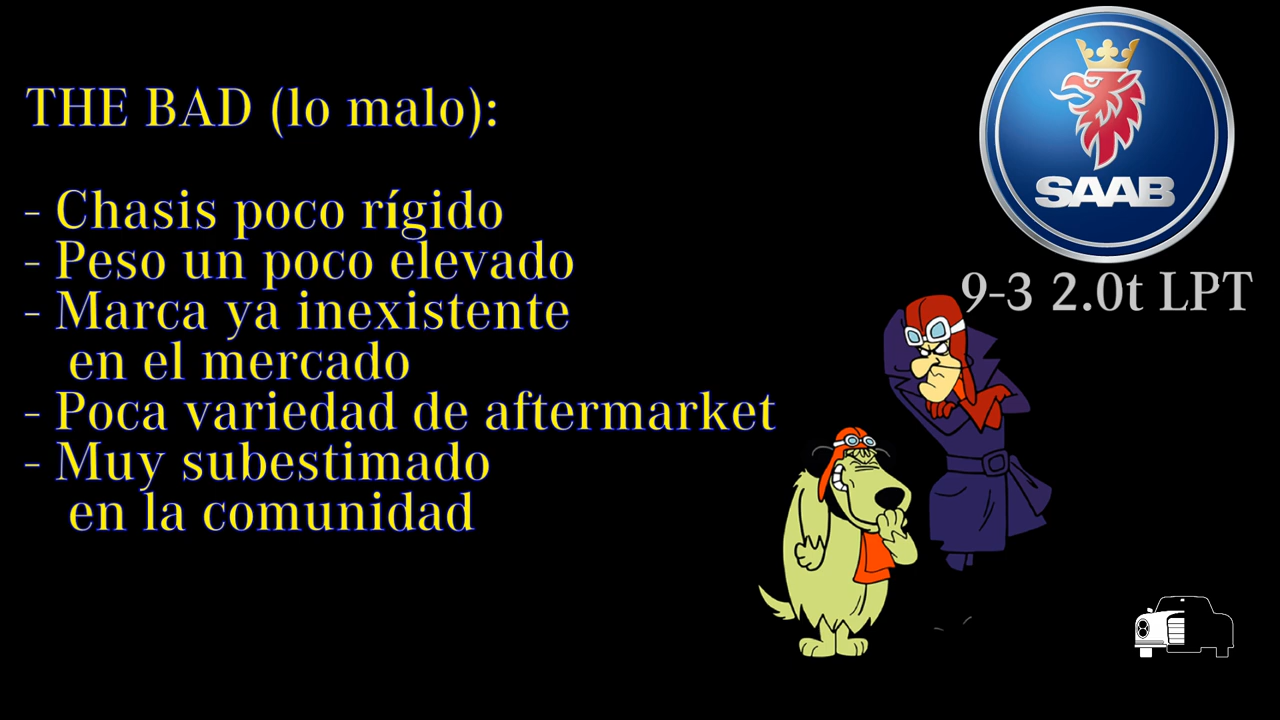 THE BAD (lo malo):
- Chasis poco rígido
- Peso un poco elevado
- Marca ya inexistente
en el mercado
- Poca variedad de aftermarket
- Muy subestimado
en la comunidad
SAAB
9-3 2.0t LPT